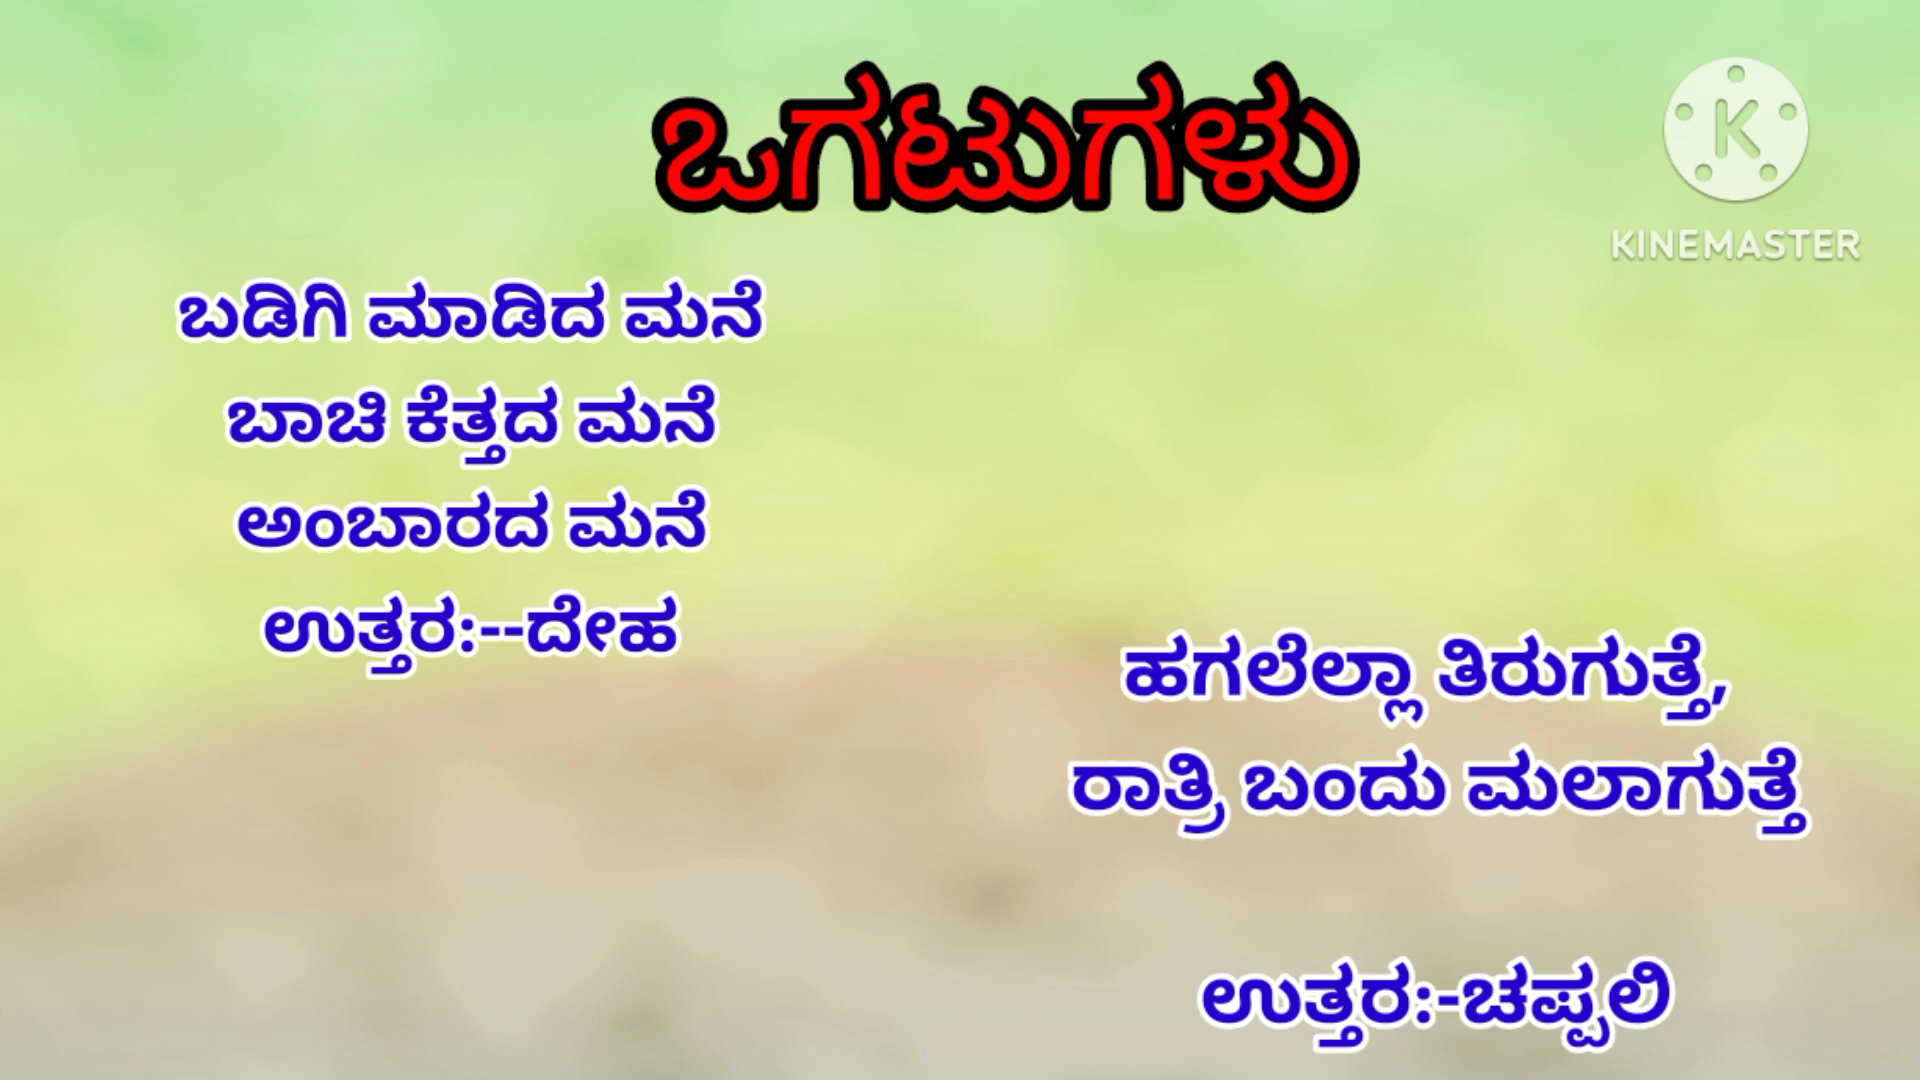 ಒಗಟುಗಳು
KINEMASTER
ಬಡಿಗಿ ಮಾಡಿದ ಮನೆ
ಬಾಚಿ ಕೆತ್ತದ ಮನೆ
ಅಂಬಾರದ ಮನೆ
ಉತ್ತರ:--ದೇಹ
ಹಗಲೆಲ್ಲಾ ತಿರುಗುತ್ತೆ,
ರಾತ್ರಿ ಬಂದು ಮಲಾಗುತ್ತೆ
ಉತ್ತರ:-ಚಪ್ಪಲಿ